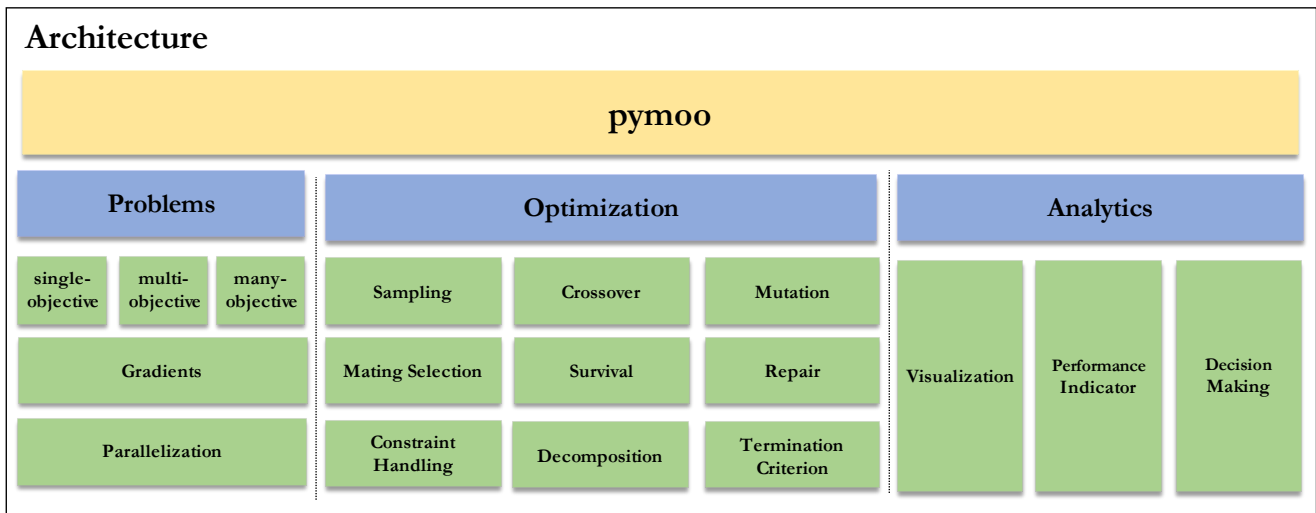 Architecture
pymoo
Problems
Optimization
Analytics
single-
objective
multi-
objective
many-
objective
Gradients
Parallelization
Sampling
Crossover
Mutation
Mating Selection
Survival
Repair
Constraint
Handling
Decomposition
Termination
Criterion
Visualization
Performance
Indicator
Decision
Making